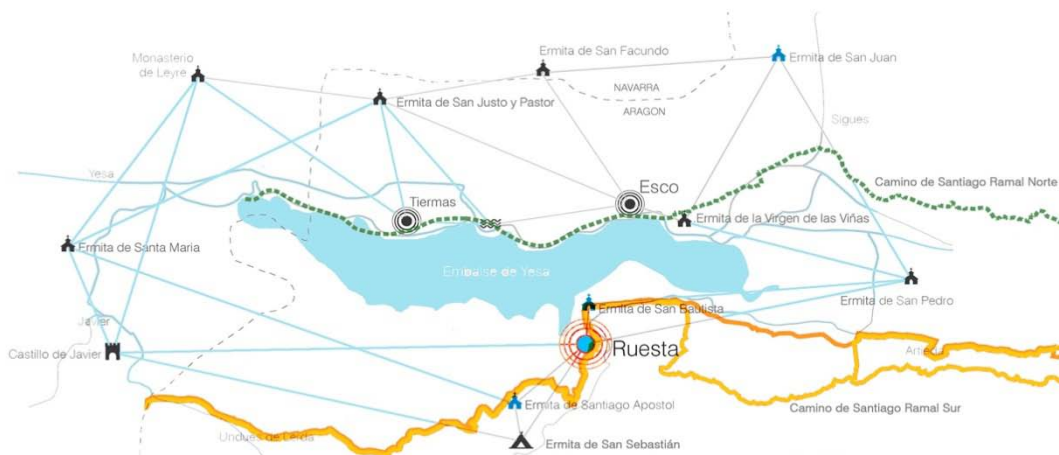 Ermita de San Facundo
Monasterio
de Leyre
Ermita de San Juan
NAVARRA
Ermita de San Justo y Pastor
ARAGON
Sigues
Yesa
Esco
Camino de Santiago Ramal Norte
Tiermas
Ermita de la Virgen de las Viñas
Ermita de Santa Maria
Embalse de Yesa
Ermita de San Pedro
Ermita de San Bautista
Javier
Ruesta
Castillo de Javier
Artieda
Ermita de Santiago Apostol
Camino de Santiago Ramal Sur
Undues de Lerda
Ermita de San Sebastián